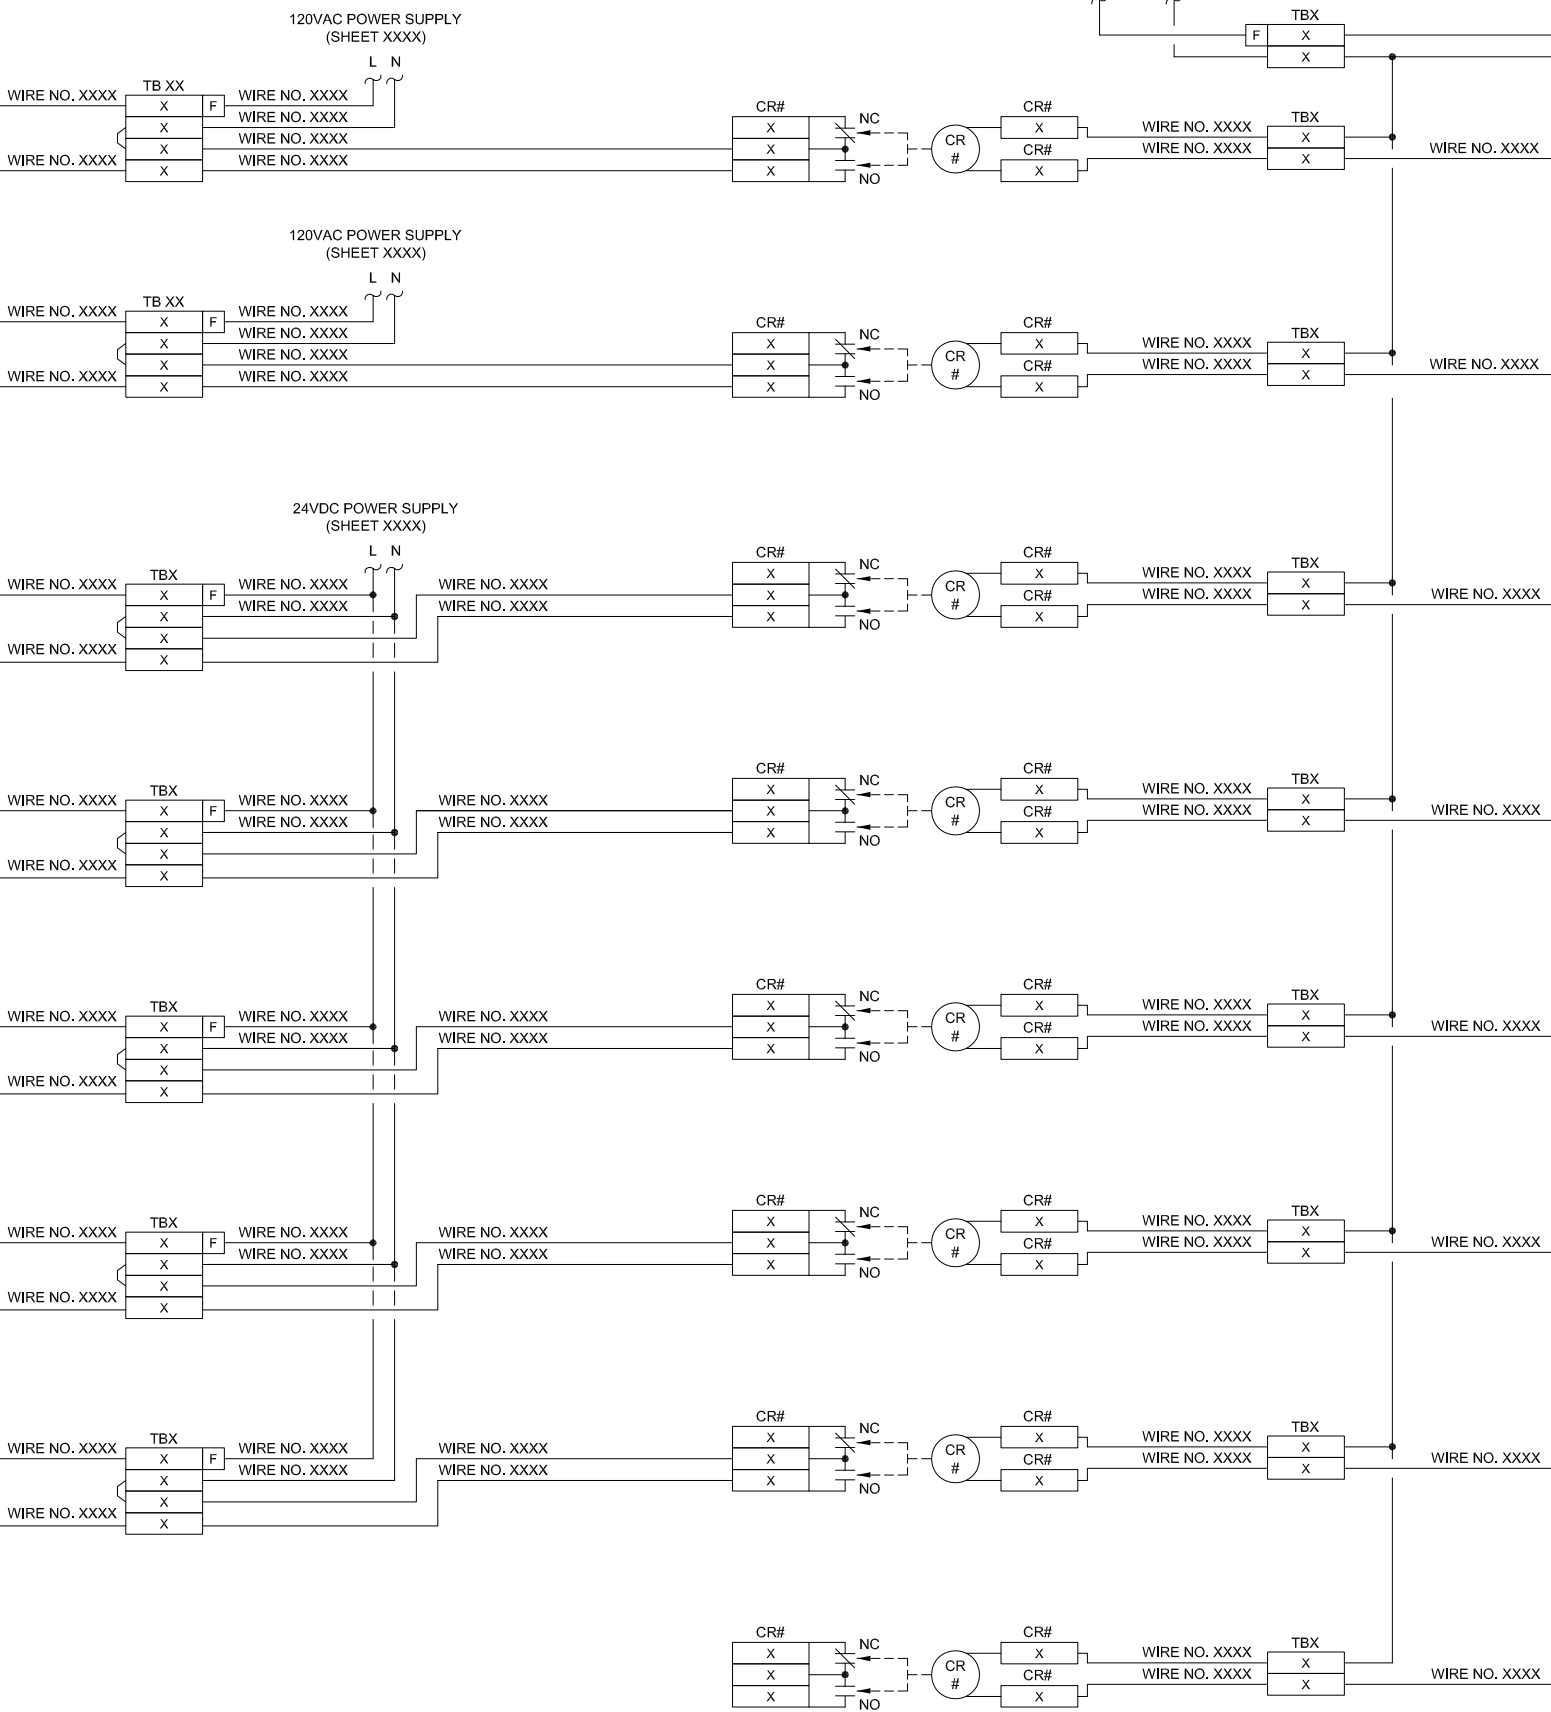 TBX
F X
X
120VAC POWER SUPPLY
(SHEET XXXX)
L N
TB XX
WIRE NO. XXXX X F WIRE NO. XXXX
X WIRE NO. XXXX
X WIRE NO. XXXX
WIRE NO. XXXX X WIRE NO. XXXX
CR#
X
X
X
NC
NO
CR
#
CR#
X
CR#
X
WIRE NO. XXXX
WIRE NO. XXXX
TBX
X
X
WIRE NO. XXXX
120VAC POWER SUPPLY
(SHEET XXXX)
L N
TB XX
WIRE NO. XXXX X F WIRE NO. XXXX
X WIRE NO. XXXX
X WIRE NO. XXXX
WIRE NO. XXXX X WIRE NO. XXXX
CR#
X
X
X
NC
NO
CR
#
CR#
X
CR#
X
WIRE NO. XXXX
WIRE NO. XXXX
TBX
X
X
WIRE NO. XXXX
24VDC POWER SUPPLY
(SHEET XXXX)
L N
TBX
WIRE NO. XXXX X F WIRE NO. XXXX WIRE NO. XXXX
X WIRE NO. XXXX WIRE NO. XXXX
X
WIRE NO. XXXX X
CR#
X
X
X
NC
NO
CR
#
CR#
X
CR#
X
WIRE NO. XXXX
WIRE NO. XXXX
TBX
X
X
WIRE NO. XXXX
TBX
WIRE NO. XXXX X F WIRE NO. XXXX WIRE NO. XXXX
X WIRE NO. XXXX WIRE NO. XXXX
X
WIRE NO. XXXX X
CR#
X
X
X
NC
NO
CR
#
CR#
X
CR#
X
WIRE NO. XXXX
WIRE NO. XXXX
TBX
X
X
WIRE NO. XXXX
TBX
WIRE NO. XXXX X F WIRE NO. XXXX WIRE NO. XXXX
X WIRE NO. XXXX WIRE NO. XXXX
X
WIRE NO. XXXX X
CR#
X
X
X
NC
NO
CR
#
CR#
X
CR#
X
WIRE NO. XXXX
WIRE NO. XXXX
TBX
X
X
WIRE NO. XXXX
TBX
WIRE NO. XXXX X F WIRE NO. XXXX WIRE NO. XXXX
X WIRE NO. XXXX WIRE NO. XXXX
X
WIRE NO. XXXX X
CR#
X
X
X
NC
NO
CR
#
CR#
X
CR#
X
WIRE NO. XXXX
WIRE NO. XXXX
TBX
X
X
WIRE NO. XXXX
TBX
WIRE NO. XXXX X F WIRE NO. XXXX WIRE NO. XXXX
X WIRE NO. XXXX WIRE NO. XXXX
X
WIRE NO. XXXX X
CR#
X
X
X
NC
NO
CR
#
CR#
X
CR#
X
WIRE NO. XXXX
WIRE NO. XXXX
TBX
X
X
WIRE NO. XXXX
CR#
X
X
X
NC
NO
CR
#
CR#
X
CR#
X
WIRE NO. XXXX
WIRE NO. XXXX
TBX
X
X
WIRE NO. XXXX